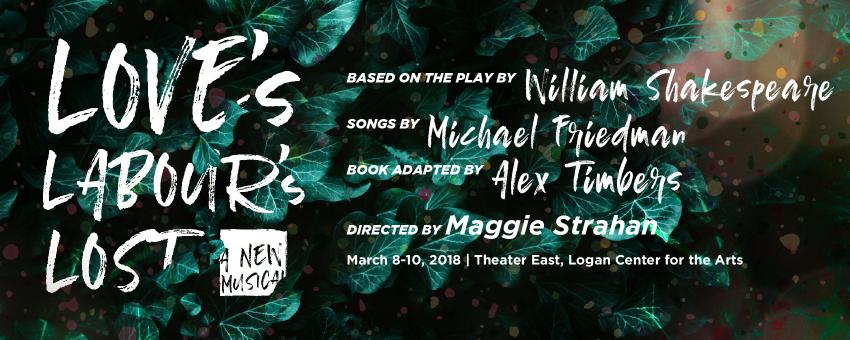 LOVE's
LABOUR's
LOST
A NEW
MUSICAL
BASED ON THE PLAY BY William Shakespeare
SONGS BY Michael Friedman
BOOK ADAPTED BY Alex Timbers
DIRECTED BY Maggie Strahan
March 8-10, 2018 | Theater East, Logan Center for the Arts